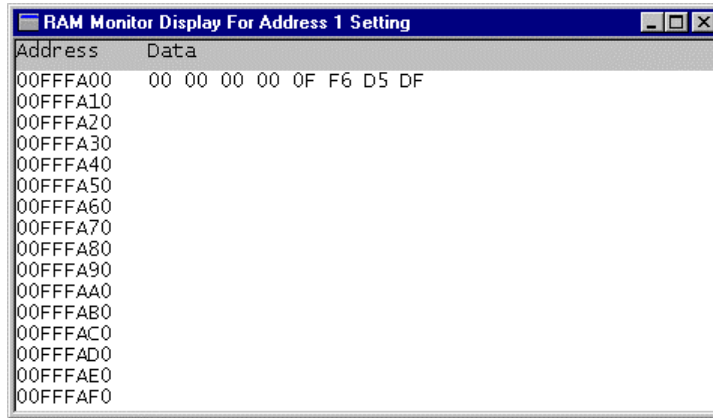 RAM Monitor Display For Address 1 Setting
Address Data
00FFFA00 00 00 00 00 0F F6 D5 DF
00FFFA10
00FFFA20
00FFFA30
00FFFA40
00FFFA50
00FFFA60
00FFFA70
00FFFA80
00FFFA90
00FFFAA0
00FFFAB0
00FFFAC0
00FFFAD0
00FFFAE0
00FFFAF0